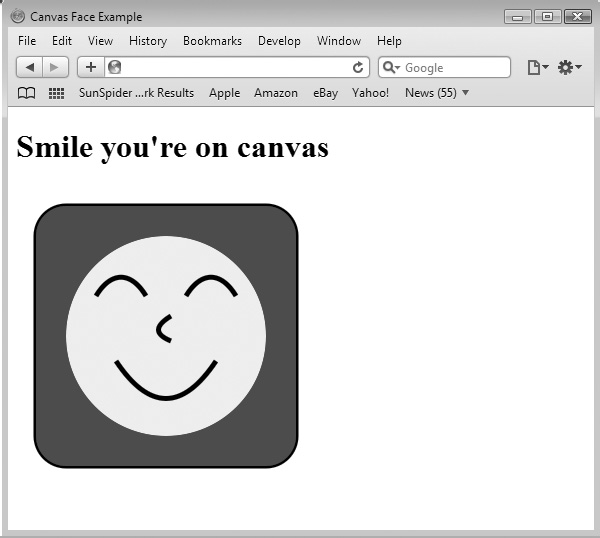 Canvas Face Example
File Edit View History Bookmarks Develop Window Help
Google
SunSpider ...rk Results Apple Amazon eBay Yahoo! News (55)
Smile you're on canvas